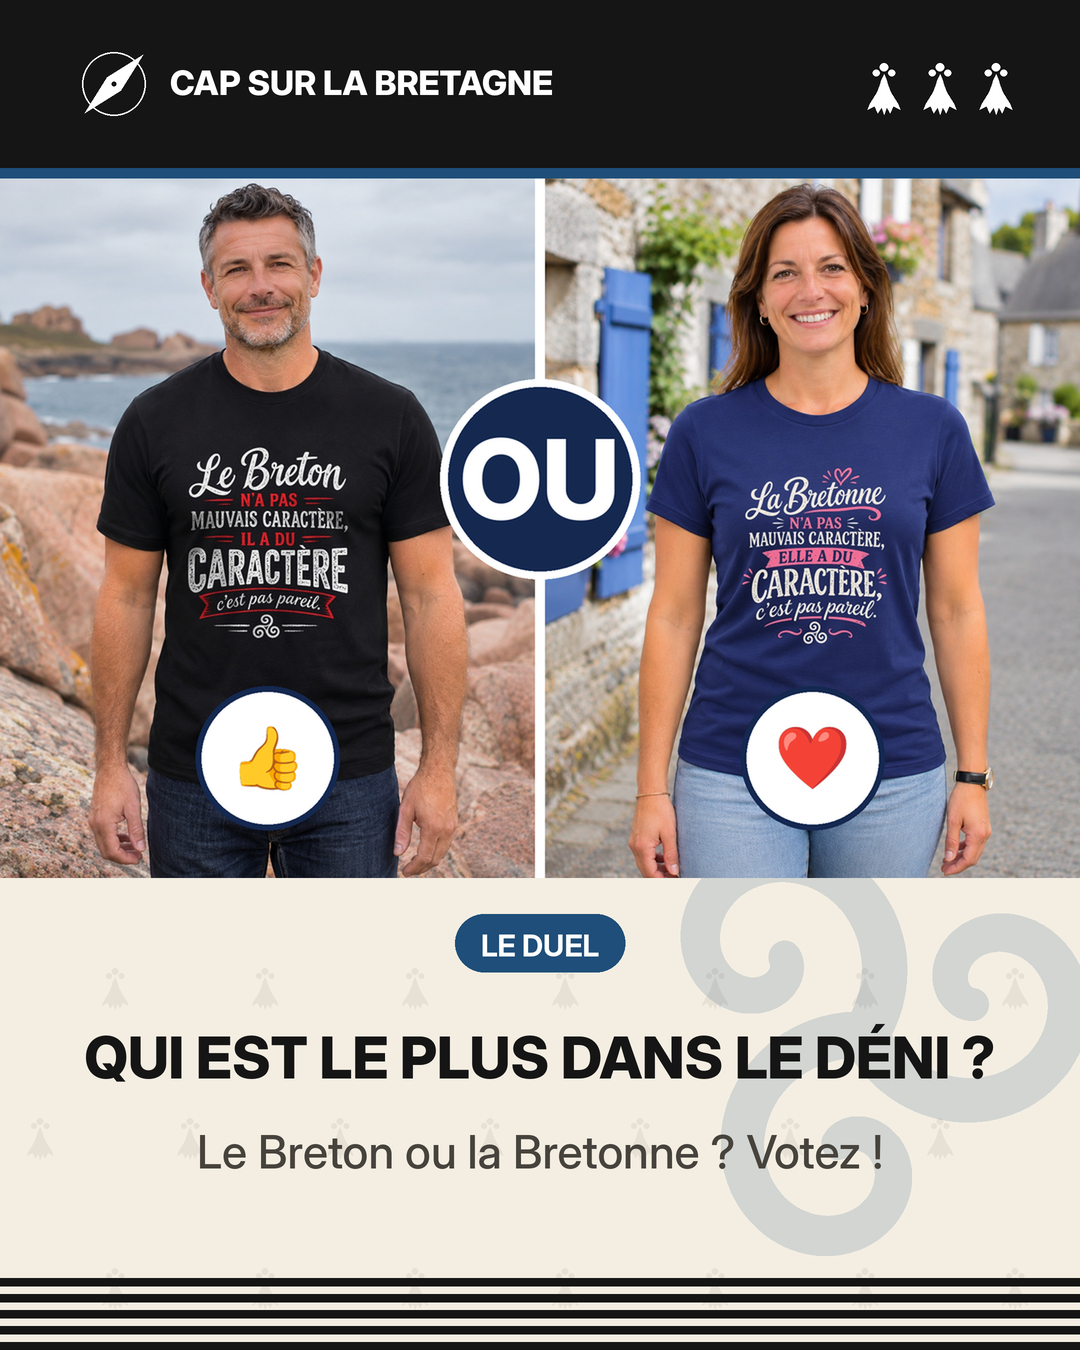 CAP SUR LA BRETAGNE
Le Breton
N'A PAS
MAUVAIS CARACTÈRE,
IL A DU
CARACTÈRE
c'est pas pareil.
OU
La Bretonne
N'A PAS
MAUVAIS CARACTÈRE,
ELLE A DU
CARACTÈRE,
c'est pas pareil.
LE DUEL
QUI EST LE PLUS DANS LE DÉNI ?
Le Breton ou la Bretonne ? Votez !